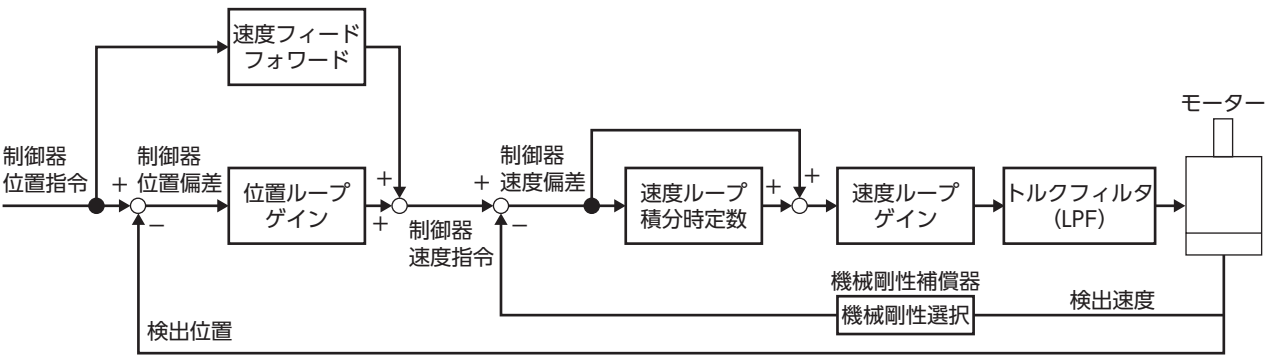 速度フィード
フォワード
モーター
制御器
位置指令
+
制御器
位置偏差
−
位置ループ
ゲイン
+
+
制御器
速度指令
+
制御器
速度偏差
−
速度ループ
積分時定数
+
+
速度ループ
ゲイン
トルクフィルタ
(LPF)
機械剛性補償器
機械剛性選択
検出速度
検出位置